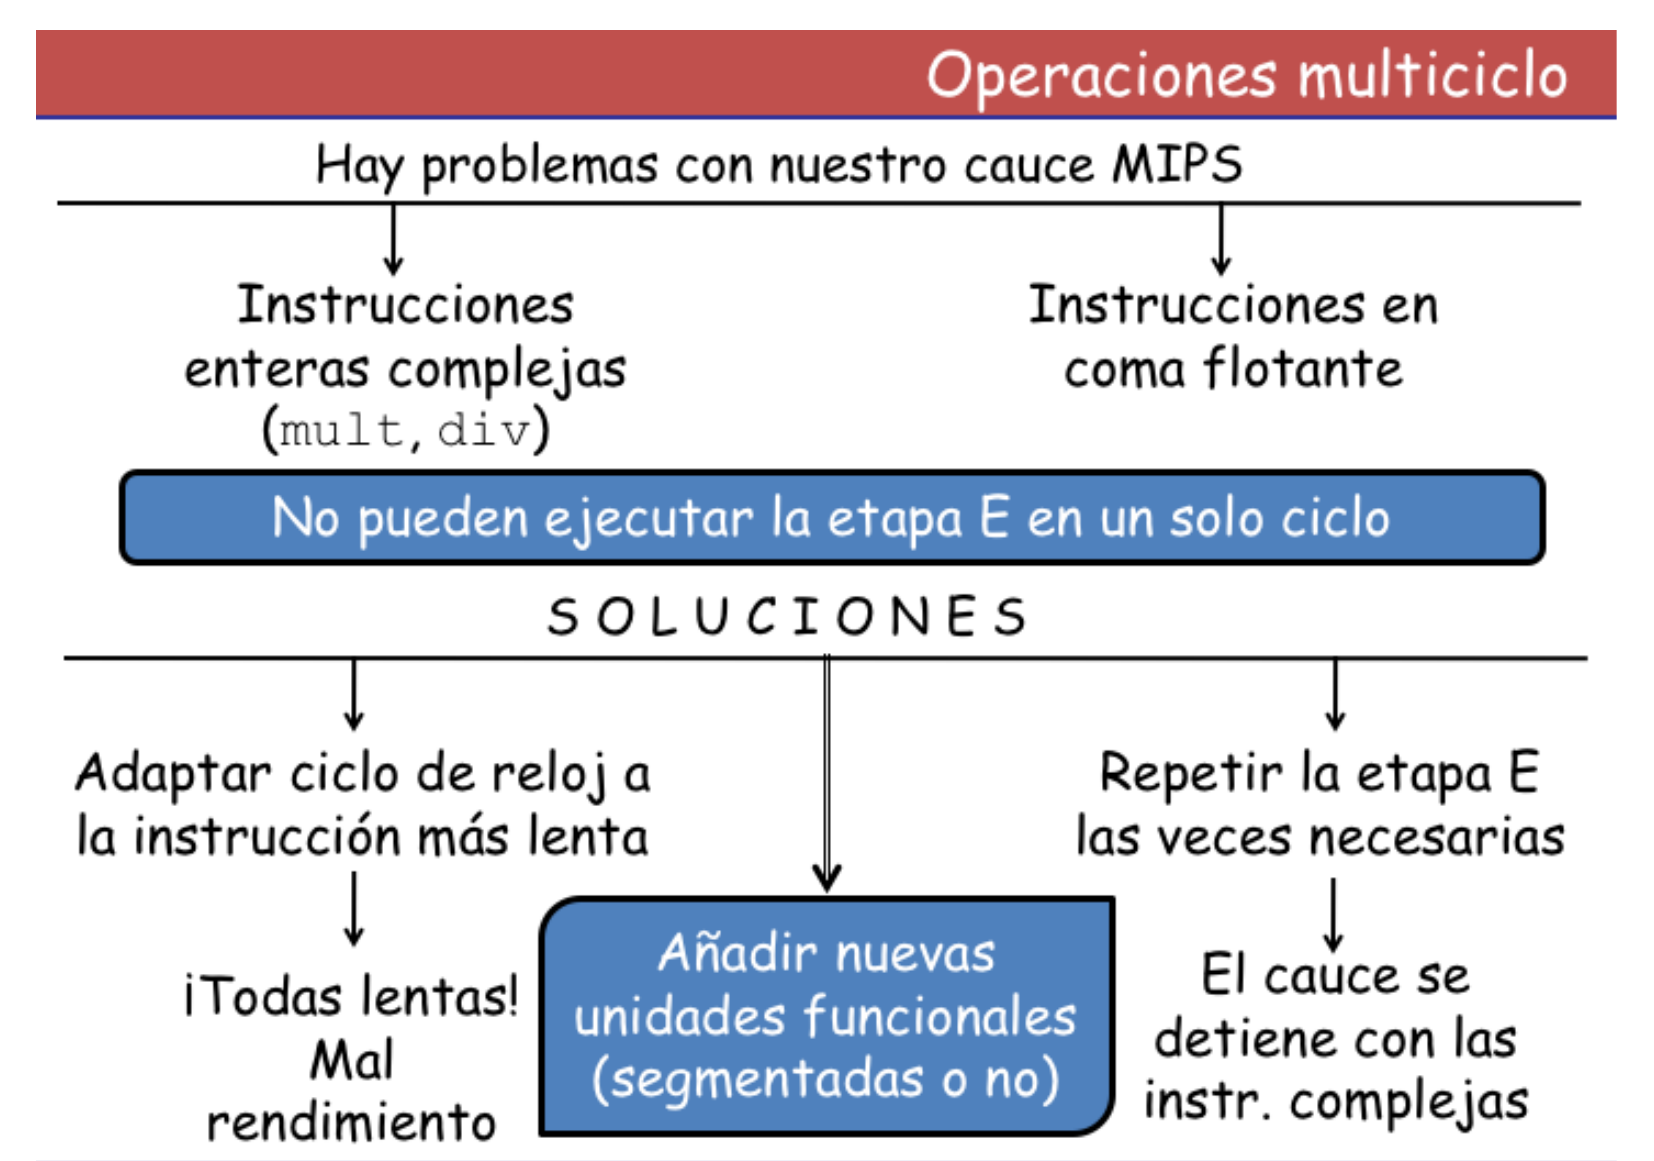 Operaciones multiciclo
Hay problemas con nuestro cauce MIPS
Instrucciones
enteras complejas
(mult, div)
Instrucciones en
coma flotante
No pueden ejecutar la etapa E en un solo ciclo
S O L U C I O N E S
Adaptar ciclo de reloj a
la instrucción más lenta
¡Todas lentas!
Mal
rendimiento
Añadir nuevas
unidades funcionales
(segmentadas o no)
Repetir la etapa E
las veces necesarias
El cauce se
detiene con las
instr. complejas